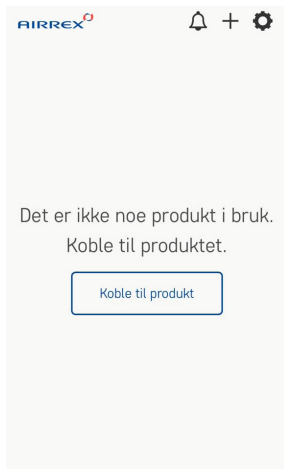 AIRREX
Det er ikke noe produkt i bruk.
Koble til produktet.
Koble til produkt